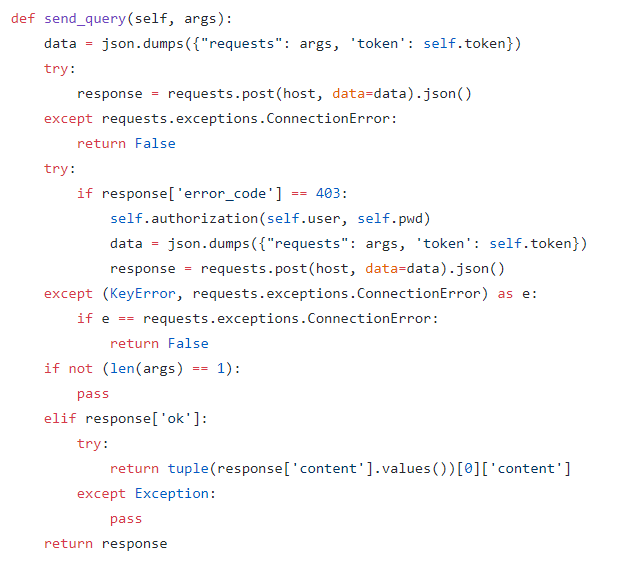 def send_query(self, args):
    data = json.dumps({"requests": args, 'token': self.token})
    try:
        response = requests.post(host, data=data).json()
    except requests.exceptions.ConnectionError:
        return False
    try:
        if response['error_code'] == 403:
            self.authorization(self.user, self.pwd)
            data = json.dumps({"requests": args, 'token': self.token})
            response = requests.post(host, data=data).json()
    except (KeyError, requests.exceptions.ConnectionError) as e:
        if e == requests.exceptions.ConnectionError:
            return False
    if not (len(args) == 1):
        pass
    elif response['ok']:
        try:
            return tuple(response['content'].values())[0]['content']
        except Exception:
            pass
    return response